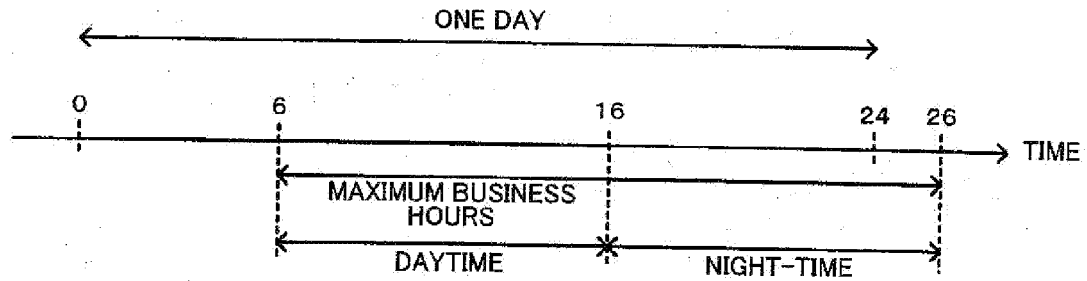 ONE DAY
0 6 16 24 26
TIME
MAXIMUM BUSINESS
HOURS
DAYTIME NIGHT-TIME